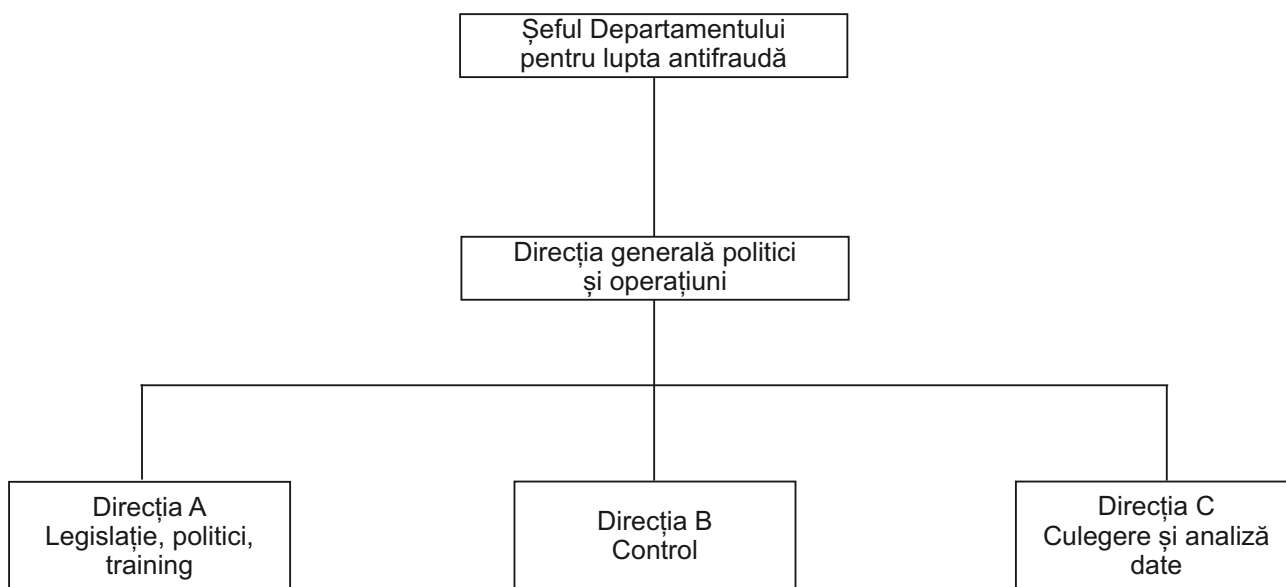 Șeful Departamentului
pentru lupta antifraudă
Direcția generală politici
și operațiuni
Direcția A
Legislație, politici,
training
Direcția B
Control
Direcția C
Culegere și analiză
date